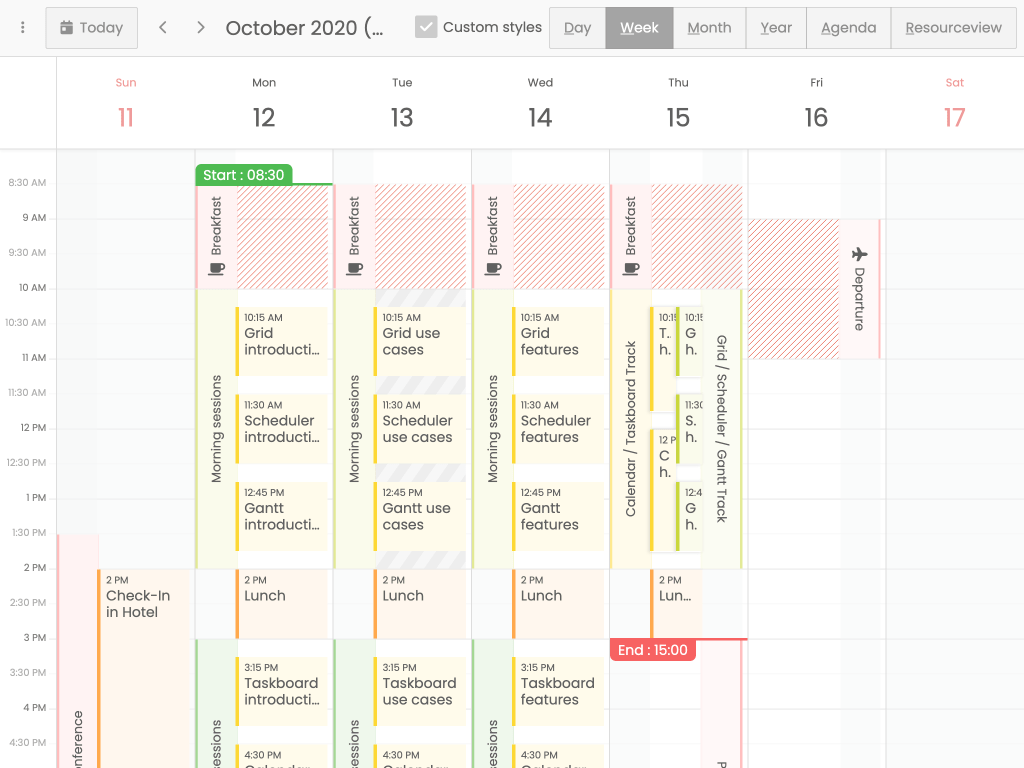 Today
October 2020 (...
Custom styles
Day
Week
Month
Year
Agenda
Resourceview
Sun
11
Mon
12
Tue
13
Wed
14
Thu
15
Fri
16
Sat
17
8:30 AM
9 AM
9:30 AM
10 AM
10:30 AM
11 AM
11:30 AM
12 PM
12:30 PM
1 PM
1:30 PM
2 PM
2:30 PM
3 PM
3:30 PM
4 PM
4:30 PM
2 PM
Check-In
in Hotel
Start : 08:30
Breakfast
Morning sessions
10:15 AM
Grid
introducti...
11:30 AM
Scheduler
introducti...
12:45 PM
Gantt
introducti...
2 PM
Lunch
3:15 PM
Taskboard
introducti...
4:30 PM
Breakfast
Morning sessions
10:15 AM
Grid use
cases
11:30 AM
Scheduler
use cases
12:45 PM
Gantt use
cases
2 PM
Lunch
3:15 PM
Taskboard
use cases
4:30 PM
Breakfast
Morning sessions
10:15 AM
Grid
features
11:30 AM
Scheduler
features
12:45 PM
Gantt
features
2 PM
Lunch
3:15 PM
Taskboard
features
4:30 PM
Breakfast
Calendar / Taskboard Track
T..
h.
12 P
C
h.
G
h.
11:30
S.
h.
12:4
G
h.
Grid / Scheduler / Gantt Track
2 PM
Lun...
End : 15:00
Departure